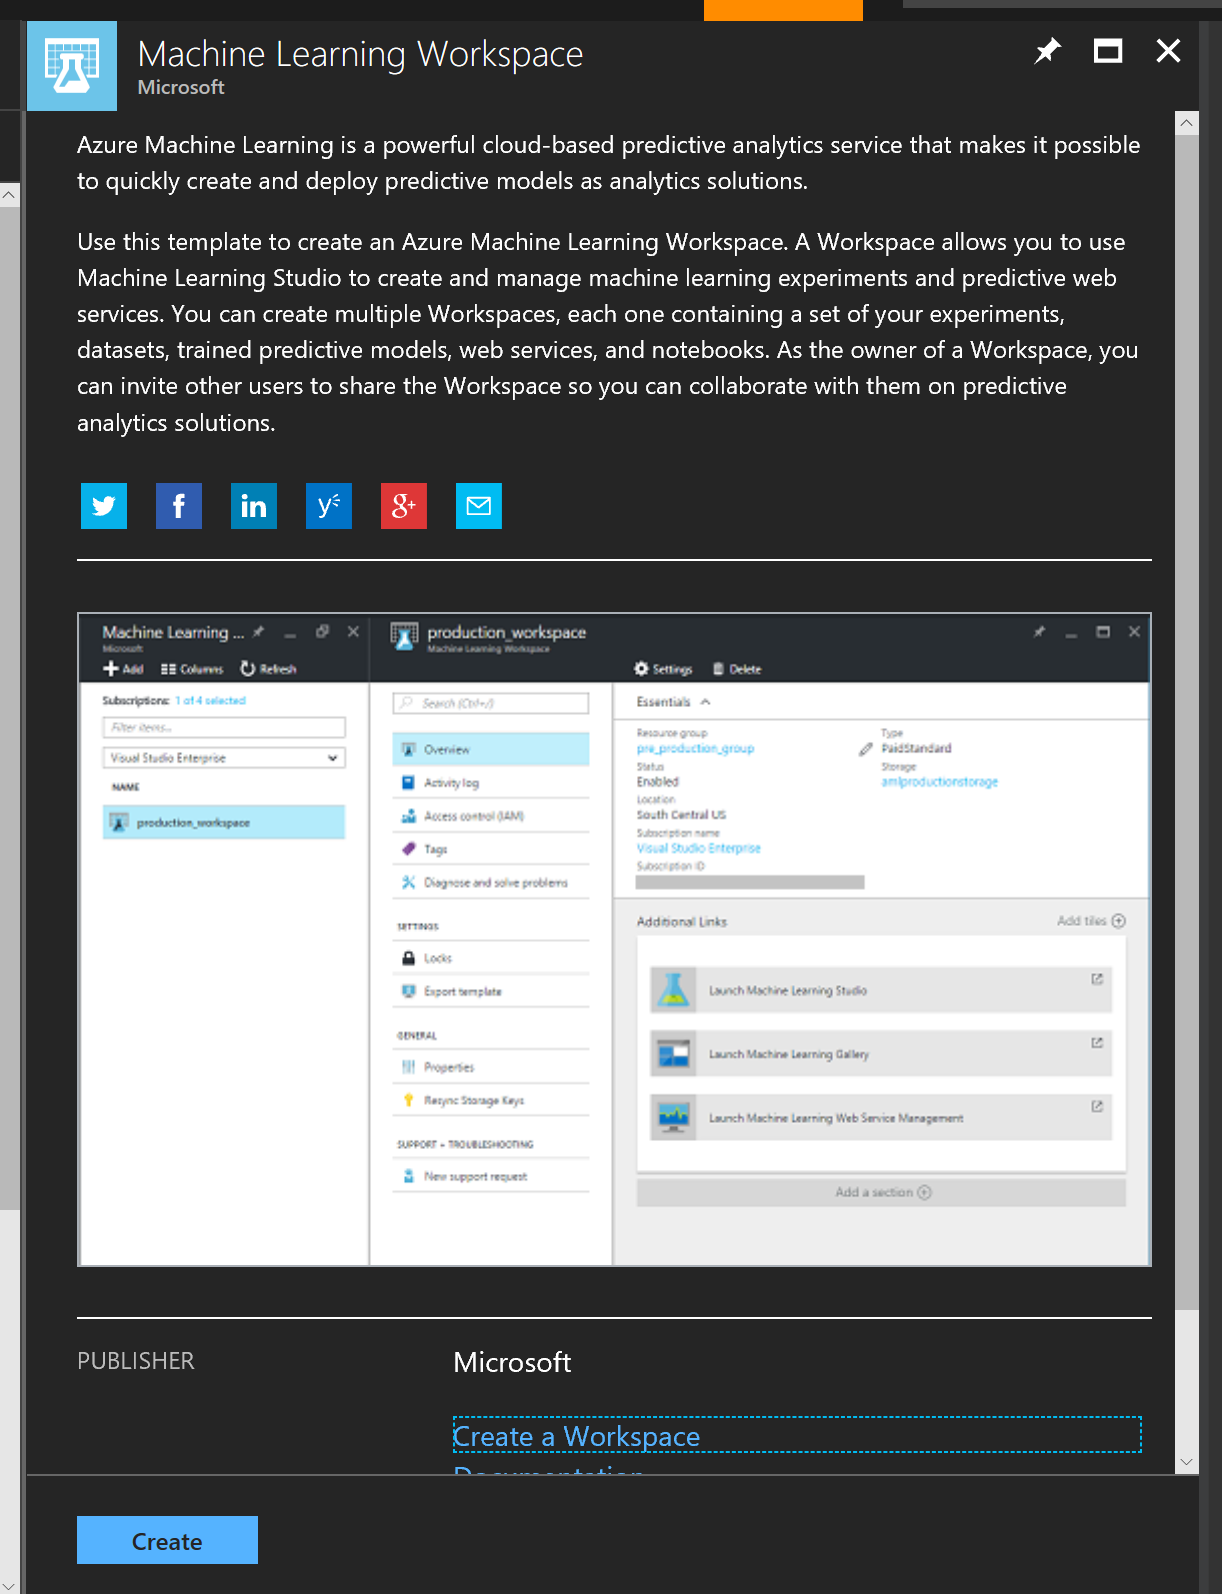 Machine Learning Workspace
Microsoft
Azure Machine Learning is a powerful cloud-based predictive analytics service that makes it possible
to quickly create and deploy predictive models as analytics solutions.
Use this template to create an Azure Machine Learning Workspace. A Workspace allows you to use
Machine Learning Studio to create and manage machine learning experiments and predictive web
services. You can create multiple Workspaces, each one containing a set of your experiments,
datasets, trained predictive models, web services, and notebooks. As the owner of a Workspace, you
can invite other users to share the Workspace so you can collaborate with them on predictive
analytics solutions.
f in y g+
Machine Learning ...
Microsoft
Add Columns Refresh
Subscriptions: 1 of 4 selected
Filter items...
Visual Studio Enterprise
NAME
production_workspace
production_workspace
Machine Learning Workspace
Settings Delete
Search (Ctrl+/)
Overview
Activity log
Access control (IAM)
Tags
Diagnose and solve problems
SETTINGS
Locks
Export template
GENERAL
Properties
Resync Storage Keys
SUPPORT + TROUBLESHOOTING
New support request
Essentials
Resource group
pre_production_group
Status
Enabled
Location
South Central US
Subscription name
Visual Studio Enterprise
Subscription ID
Type
PaidStandard
Storage
amlproductionstorage
Additional Links Add tiles
Launch Machine Learning Studio
Launch Machine Learning Gallery
Launch Machine Learning Web Service Management
Add a section
PUBLISHER Microsoft
Create a Workspace
Documentation
Create